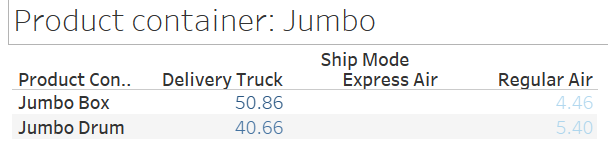 Product container: Jumbo
Ship Mode
Product Con.. Delivery Truck Express Air Regular Air
Jumbo Box 50.86 4.46
Jumbo Drum 40.66 5.40